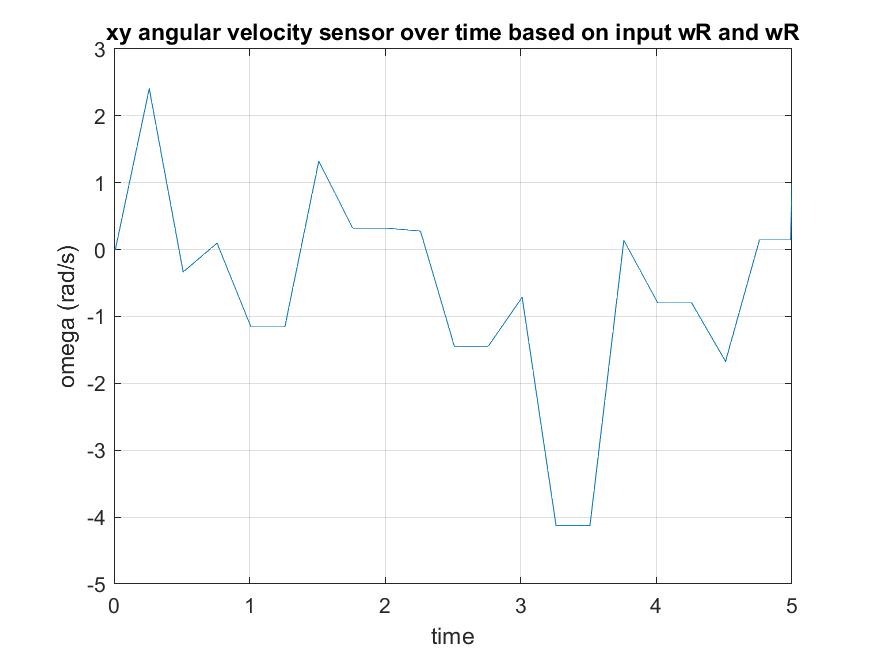 xy angular velocity sensor over time based on input wR and wR
3
2
1
0
-1
-2
-3
-4
-5
omega (rad/s)
0 1 2 3 4 5
time